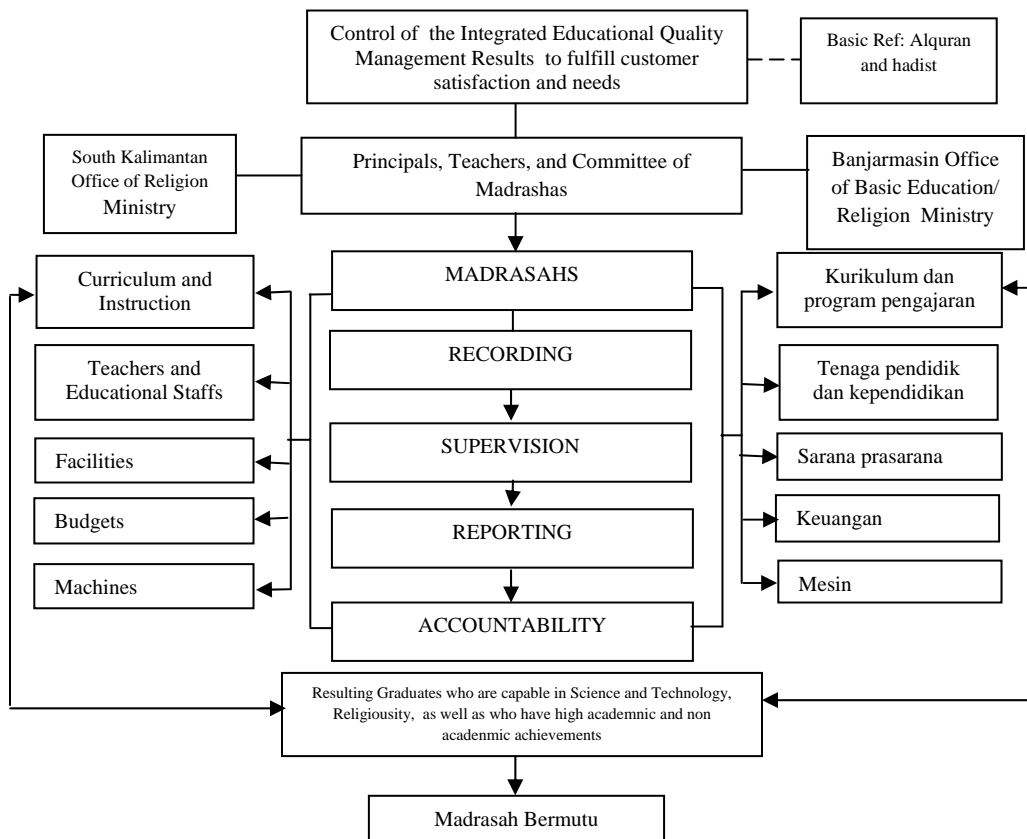 Control of the Integrated Educational Quality
Management Results to fulfill customer
satisfaction and needs
Basic Ref: Alquran
and hadist
South Kalimantan
Office of Religion
Ministry
Principals, Teachers, and Committee of
Madrashas
Banjarmasin Office
of Basic Education/
Religion Ministry
MADRASAHS
Curriculum and
Instruction
Kurikulum dan
program pengajaran
RECORDING
Teachers and
Educational Staffs
Tenaga pendidik
dan kependidikan
SUPERVISION
Facilities
Sarana prasarana
Budgets
REPORTING
Keuangan
Machines
Mesin
ACCOUNTABILITY
Resulting Graduates who are capable in Science and Technology,
Religiousity, as well as who have high academnic and non
acadenmic achievements
Madrasah Bermutu